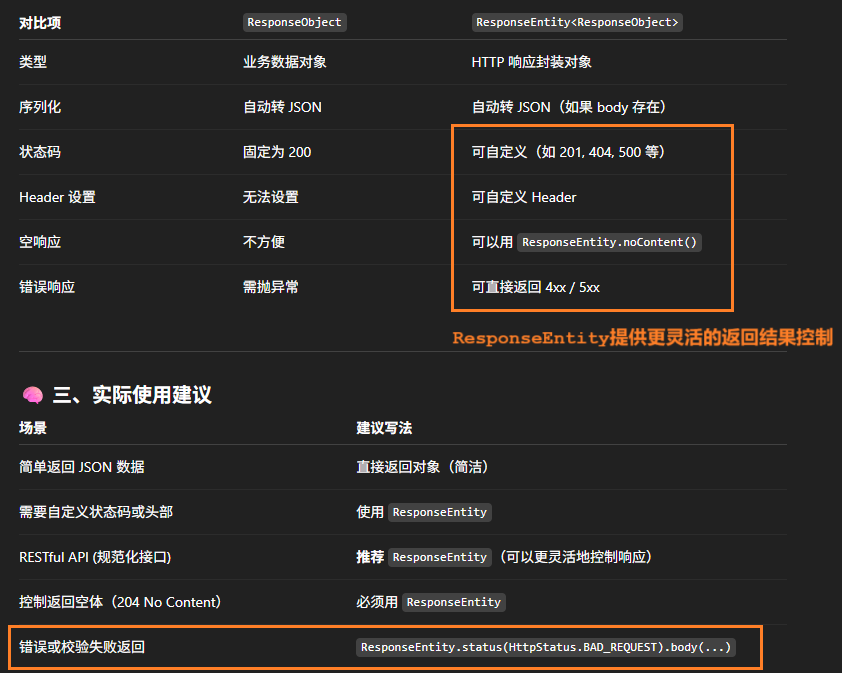 对比项 ResponseObject ResponseEntity<ResponseObject>
类型 业务数据对象 HTTP 响应封装对象
序列化 自动转 JSON 自动转 JSON（如果 body 存在）
状态码 固定为 200 可自定义（如 201, 404, 500 等）
Header 设置 无法设置 可自定义 Header
空响应 不方便 可以用 ResponseEntity.noContent()
错误响应 需抛异常 可直接返回 4xx / 5xx
ResponseEntity提供更灵活的返回结果控制
🧠 三、实际使用建议
场景 建议写法
简单返回 JSON 数据 直接返回对象（简洁）
需要自定义状态码或头部 使用 ResponseEntity
RESTful API (规范化接口) 推荐 ResponseEntity（可以更灵活地控制响应）
控制返回空体（204 No Content） 必须用 ResponseEntity
错误或校验失败返回 ResponseEntity.status(HttpStatus.BAD_REQUEST).body(...)